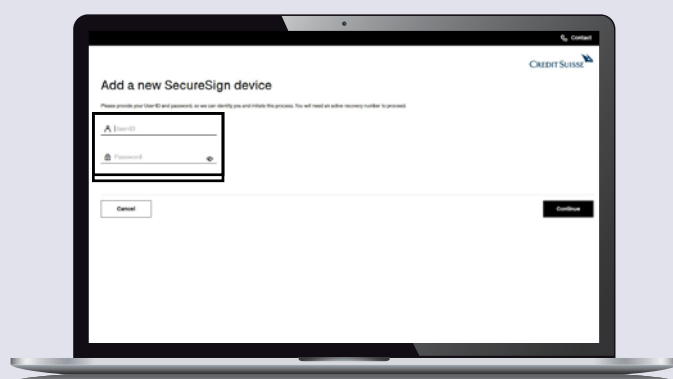 Contact
CREDIT SUISSE
Add a new SecureSign device
Please provide your User-ID and password, so we can identify you and initiate the process. You will need an active recovery number to proceed.
User-ID
Password
Cancel
Continue